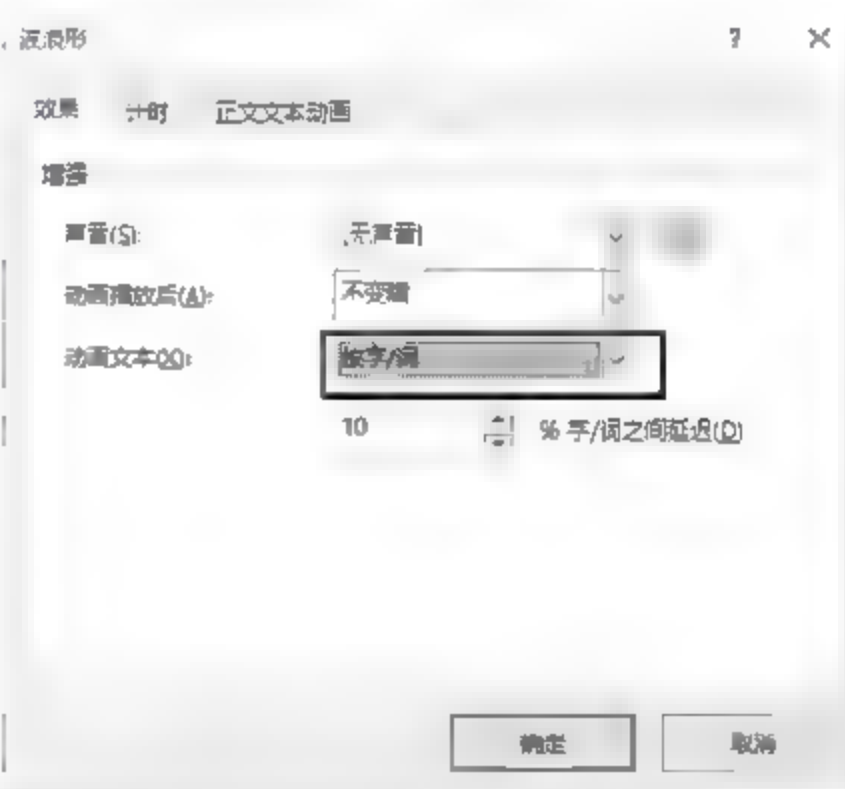 波浪形 ?
效果 计时 正文文本动画
增强
声音(S): [无声音]
动画播放后(A): 不变暗
动画文本(X): 按字/词
10 % 字/词之间延迟(D)
确定 取消